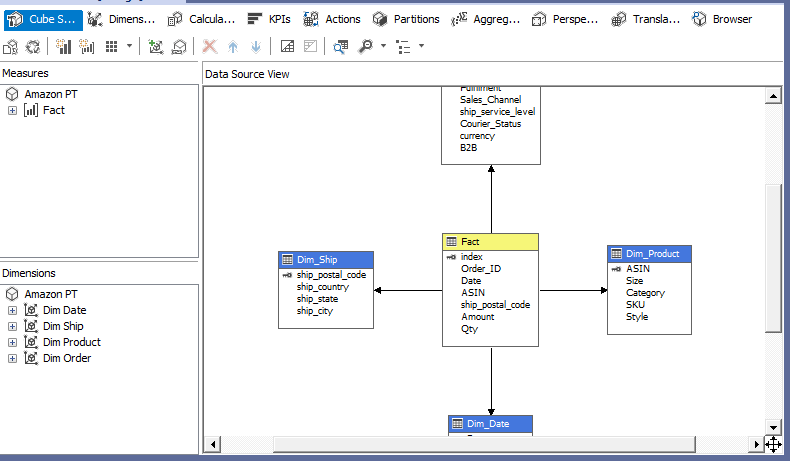 Cube S... Dimens... Calcula... KPIs Actions Partitions Aggreg... Perspe... Transla... Browser
Measures
Amazon PT
Fact
Dimensions
Amazon PT
Dim Date
Dim Ship
Dim Product
Dim Order
Data Source View
Fulfilment
Sales_Channel
ship_service_level
Courier_Status
currency
B2B
Dim_Ship
ship_postal_code
ship_country
ship_state
ship_city
Fact
index
Order_ID
Date
ASIN
ship_postal_code
Amount
Qty
Dim_Product
ASIN
Size
Category
SKU
Style
Dim_Date